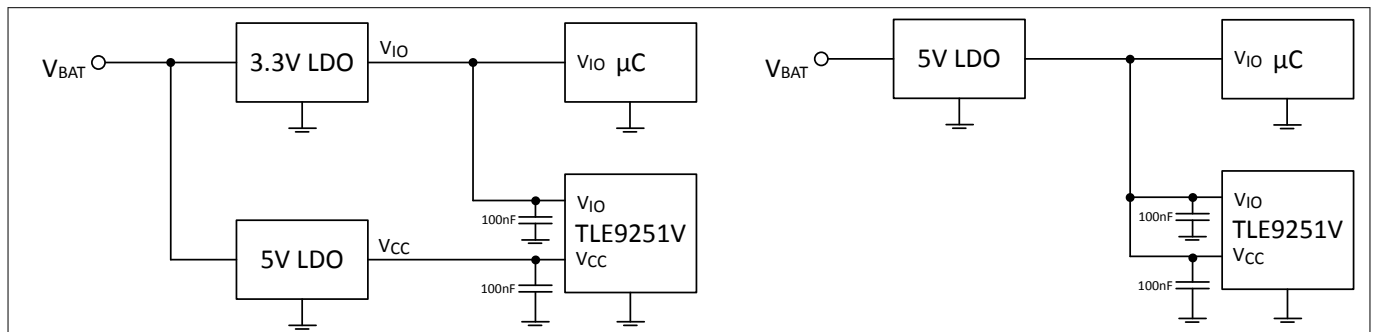 VBAT
3.3V LDO
VIO
VIO µC
100nF
VIO
TLE9251V
VCC
5V LDO
VCC
100nF
VBAT
5V LDO
VIO µC
100nF
VIO
TLE9251V
VCC
100nF